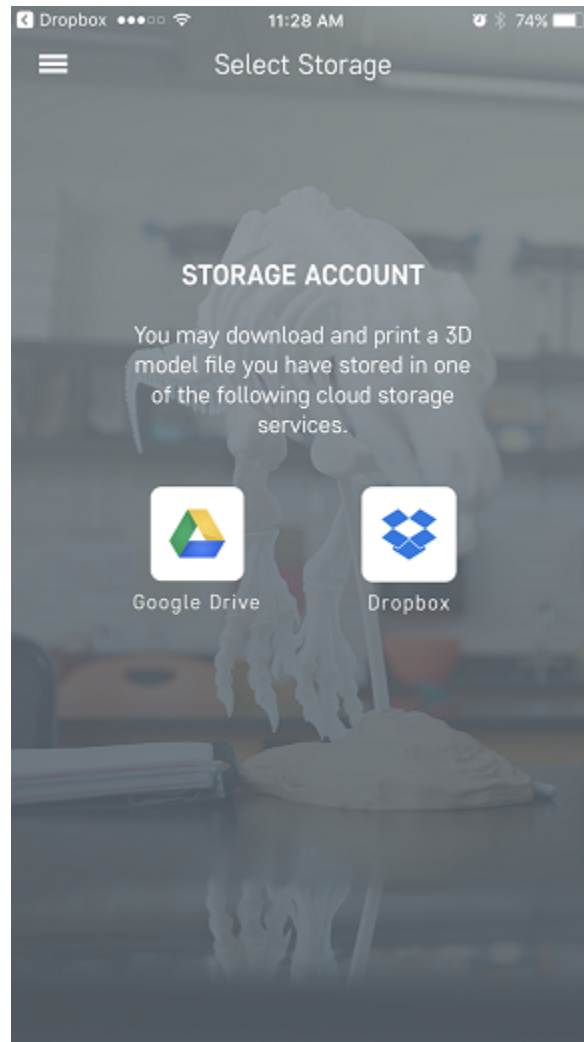 Dropbox 11:28 AM 74%
Select Storage
STORAGE ACCOUNT
You may download and print a 3D
model file you have stored in one
of the following cloud storage
services.
Google Drive Dropbox